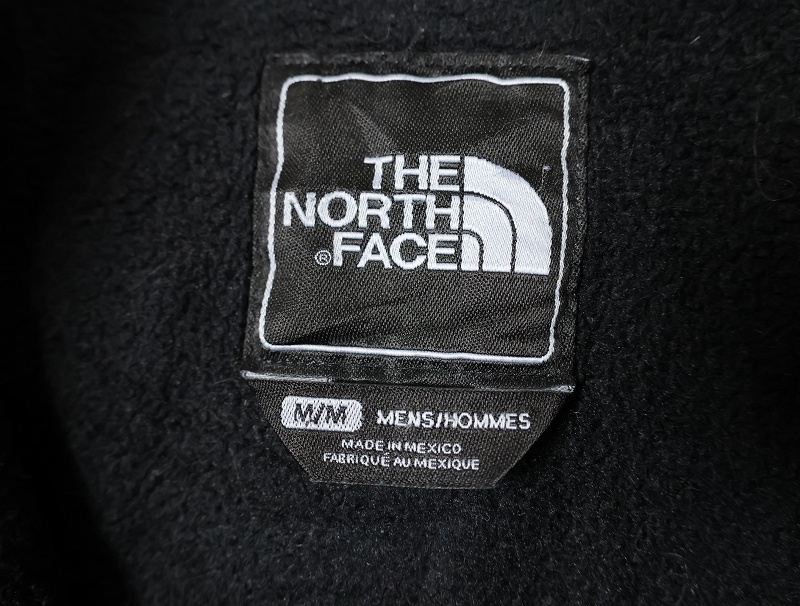 THE
NORTH
®FACE
M/M MENS/HOMMES
MADE IN MEXICO
FABRIQUÉ AU MEXIQUE